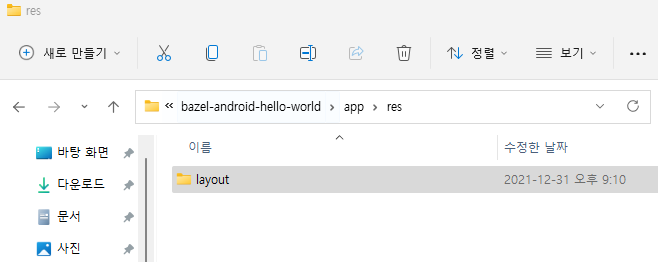 res
새로 만들기
정렬
보기
« bazel-android-hello-world > app > res
이름
수정한 날짜
바탕 화면
layout
2021-12-31 오후 9:10
다운로드
문서
사진